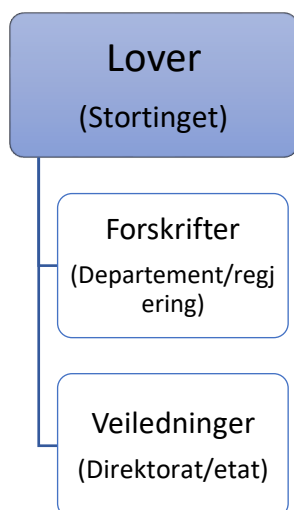 Lover
(Stortinget)
Forskrifter
(Departement/regj
ering)
Veiledninger
(Direktorat/etat)